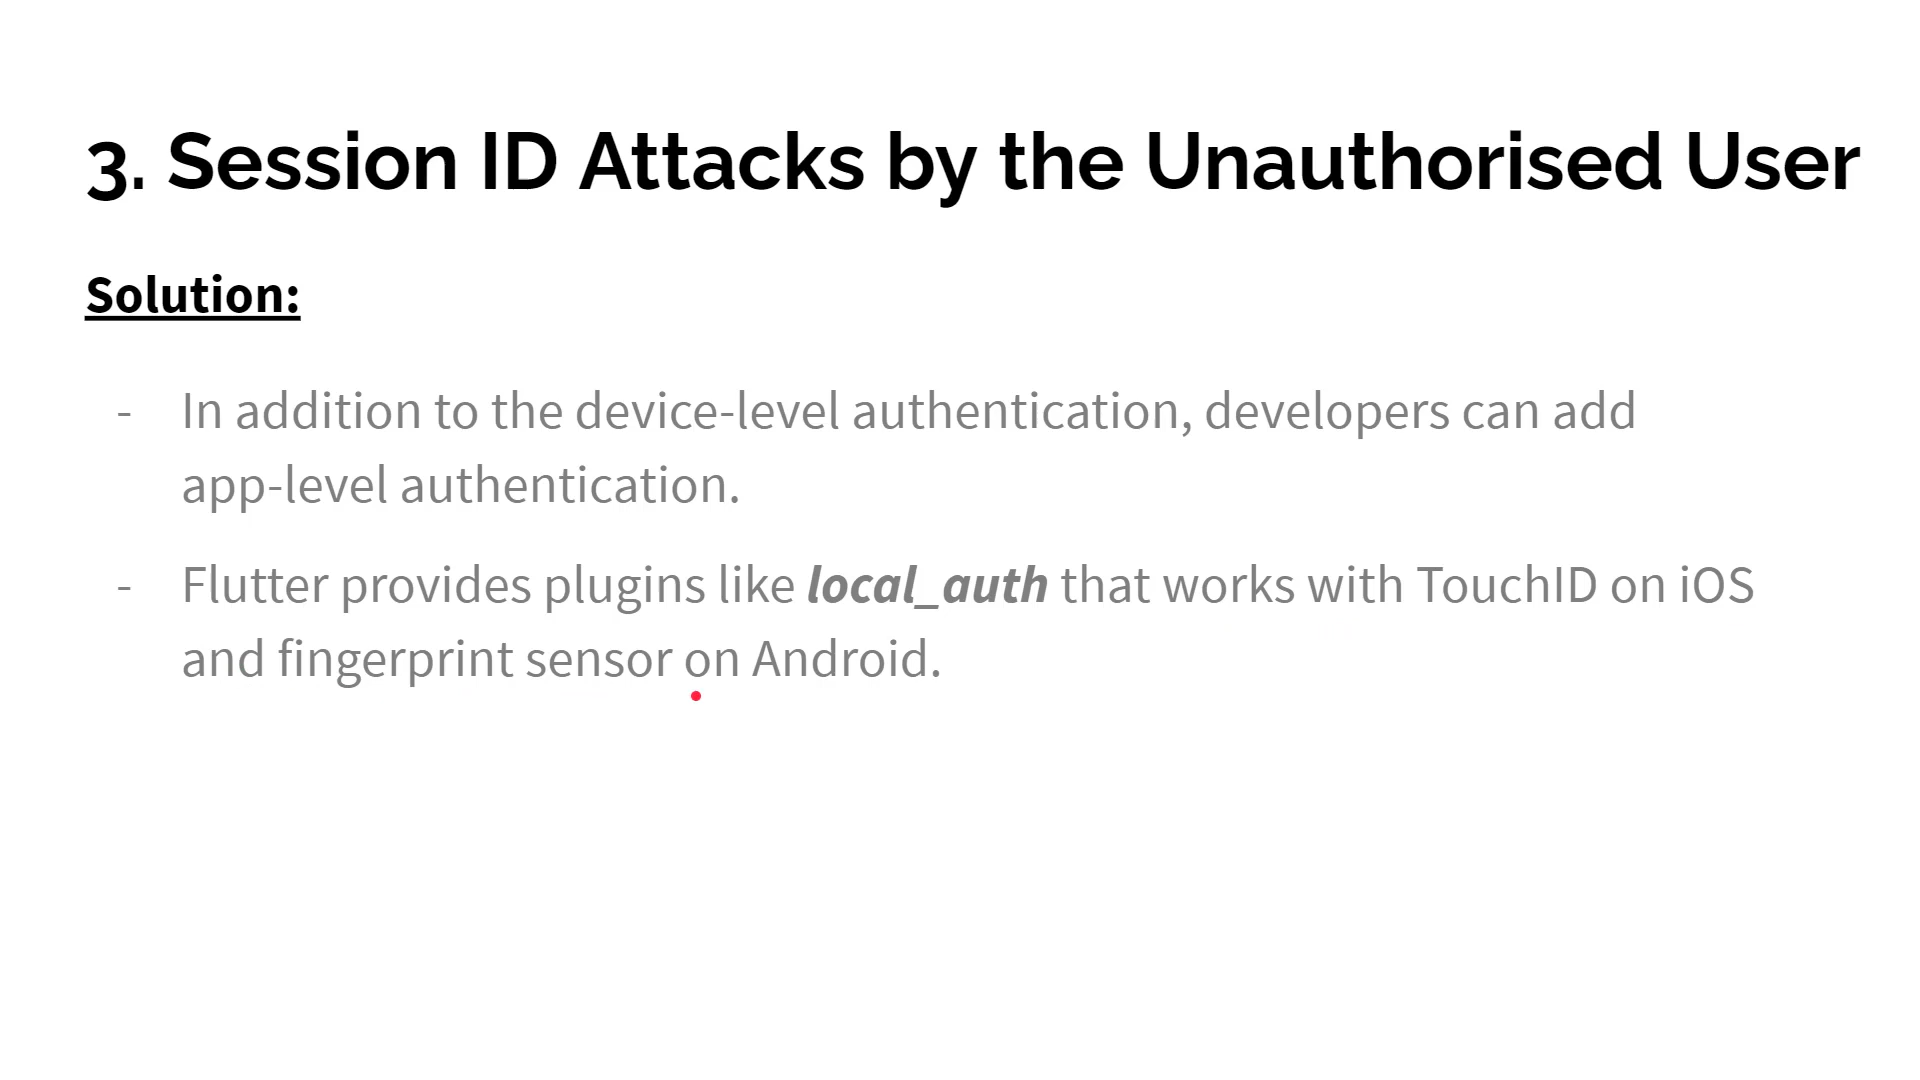 3. Session ID Attacks by the Unauthorised User
Solution:
- In addition to the device-level authentication, developers can add
app-level authentication.
- Flutter provides plugins like local_auth that works with TouchID on iOS
and fingerprint sensor on Android.